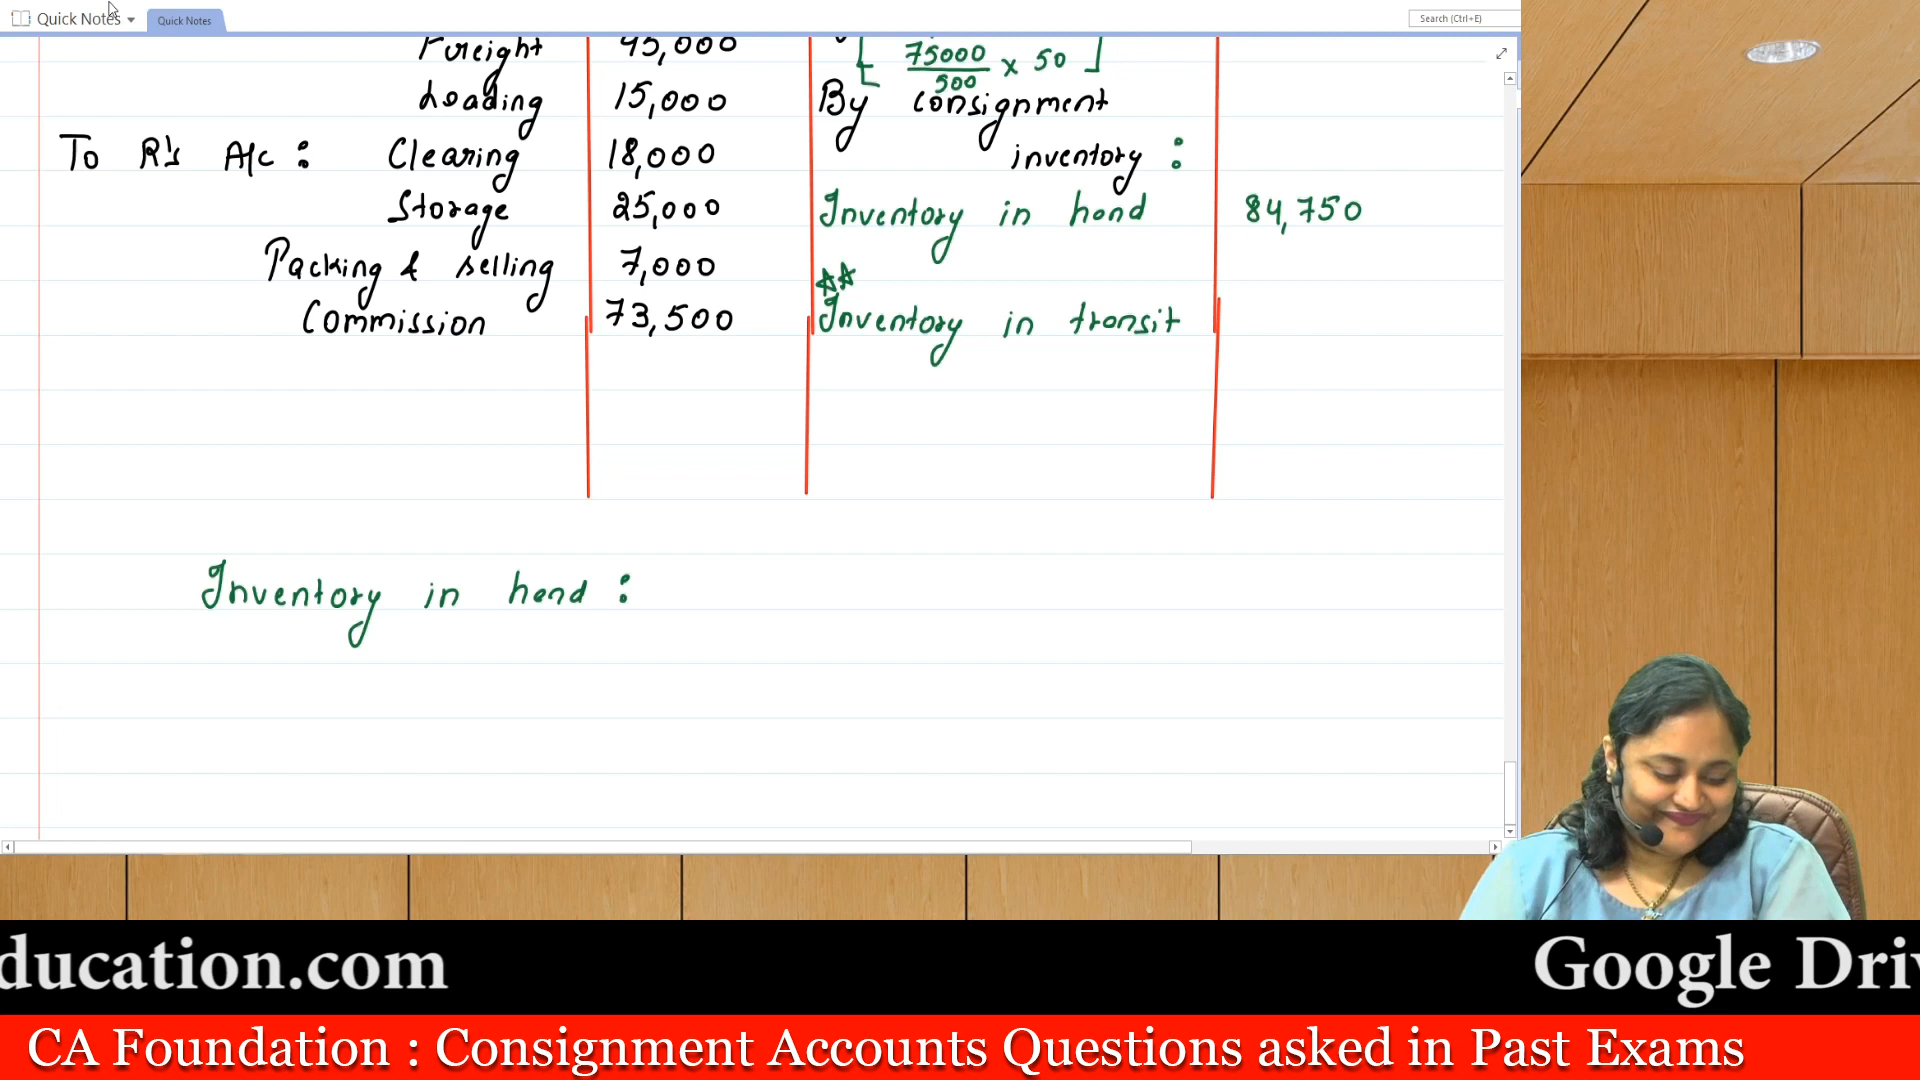 Quick Notes
Quick Notes
Search (Ctrl+E)
Freight 45,000
[ 75000/500 × 50 ]
Loading 15,000 By consignment
To R's A/c : Clearing 18,000 inventory :
Storage 25,000 Inventory in hand 84,750
Packing & selling 7,000
Commission 73,500 Inventory in transit
Inventory in hand :
ducation.com Google Driv
CA Foundation : Consignment Accounts Questions asked in Past Exams